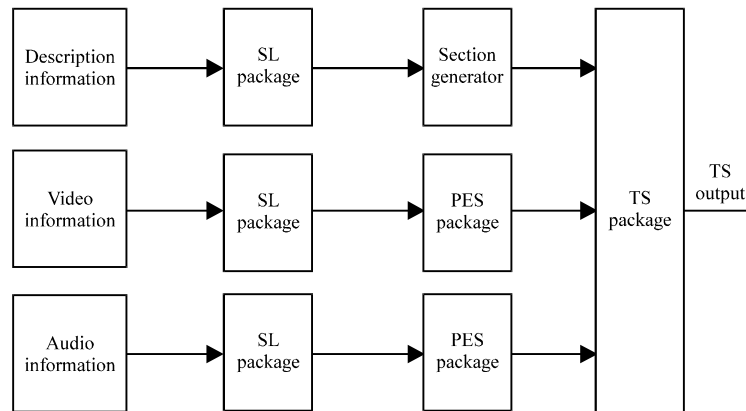 Description
information
SL
package
Section
generator
Video
information
SL
package
PES
package
TS
package
TS
output
Audio
information
SL
package
PES
package